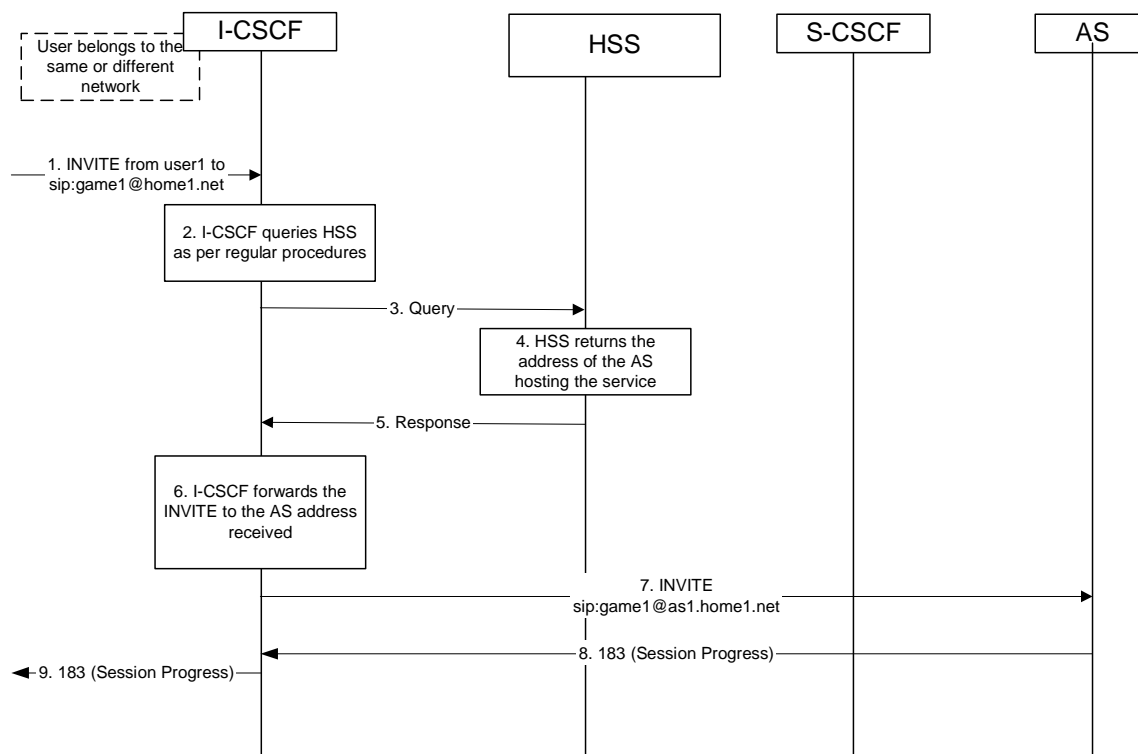 I-CSCF
HSS
S-CSCF
AS
User belongs to the
same or different
network
1. INVITE from user1 to
sip:game1@home1.net
2. I-CSCF queries HSS
as per regular procedures
3. Query
4. HSS returns the
address of the AS
hosting the service
5. Response
6. I-CSCF forwards the
INVITE to the AS address
received
7. INVITE
sip:game1@as1.home1.net
8. 183 (Session Progress)
9. 183 (Session Progress)